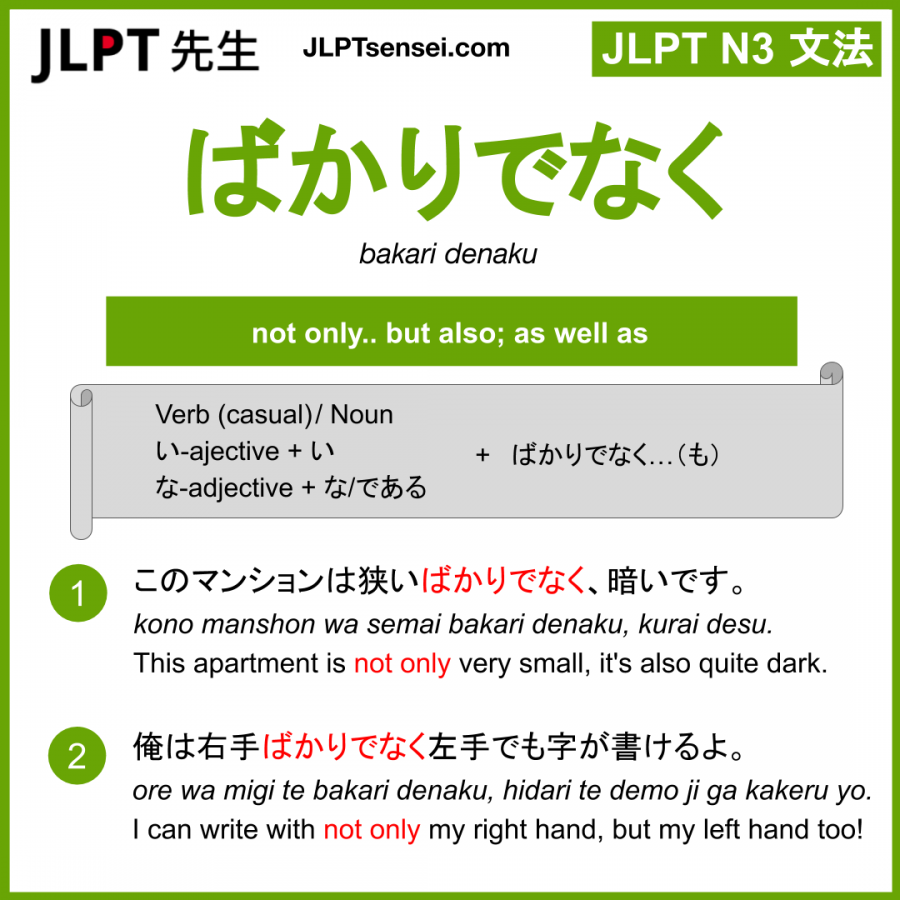 JLPT 先生
JLPTsensei.com
JLPT N3 文法
ばかりでなく
bakari denaku
not only.. but also; as well as
Verb (casual)/ Noun
い-ajective + い
な-adjective + な/である
+ ばかりでなく…（も）
1
このマンションは狭いばかりでなく、暗いです。
kono manshon wa semai bakari denaku, kurai desu.
This apartment is not only very small, it's also quite dark.
2
俺は右手ばかりでなく左手でも字が書けるよ。
ore wa migi te bakari denaku, hidari te demo ji ga kakeru yo.
I can write with not only my right hand, but my left hand too!